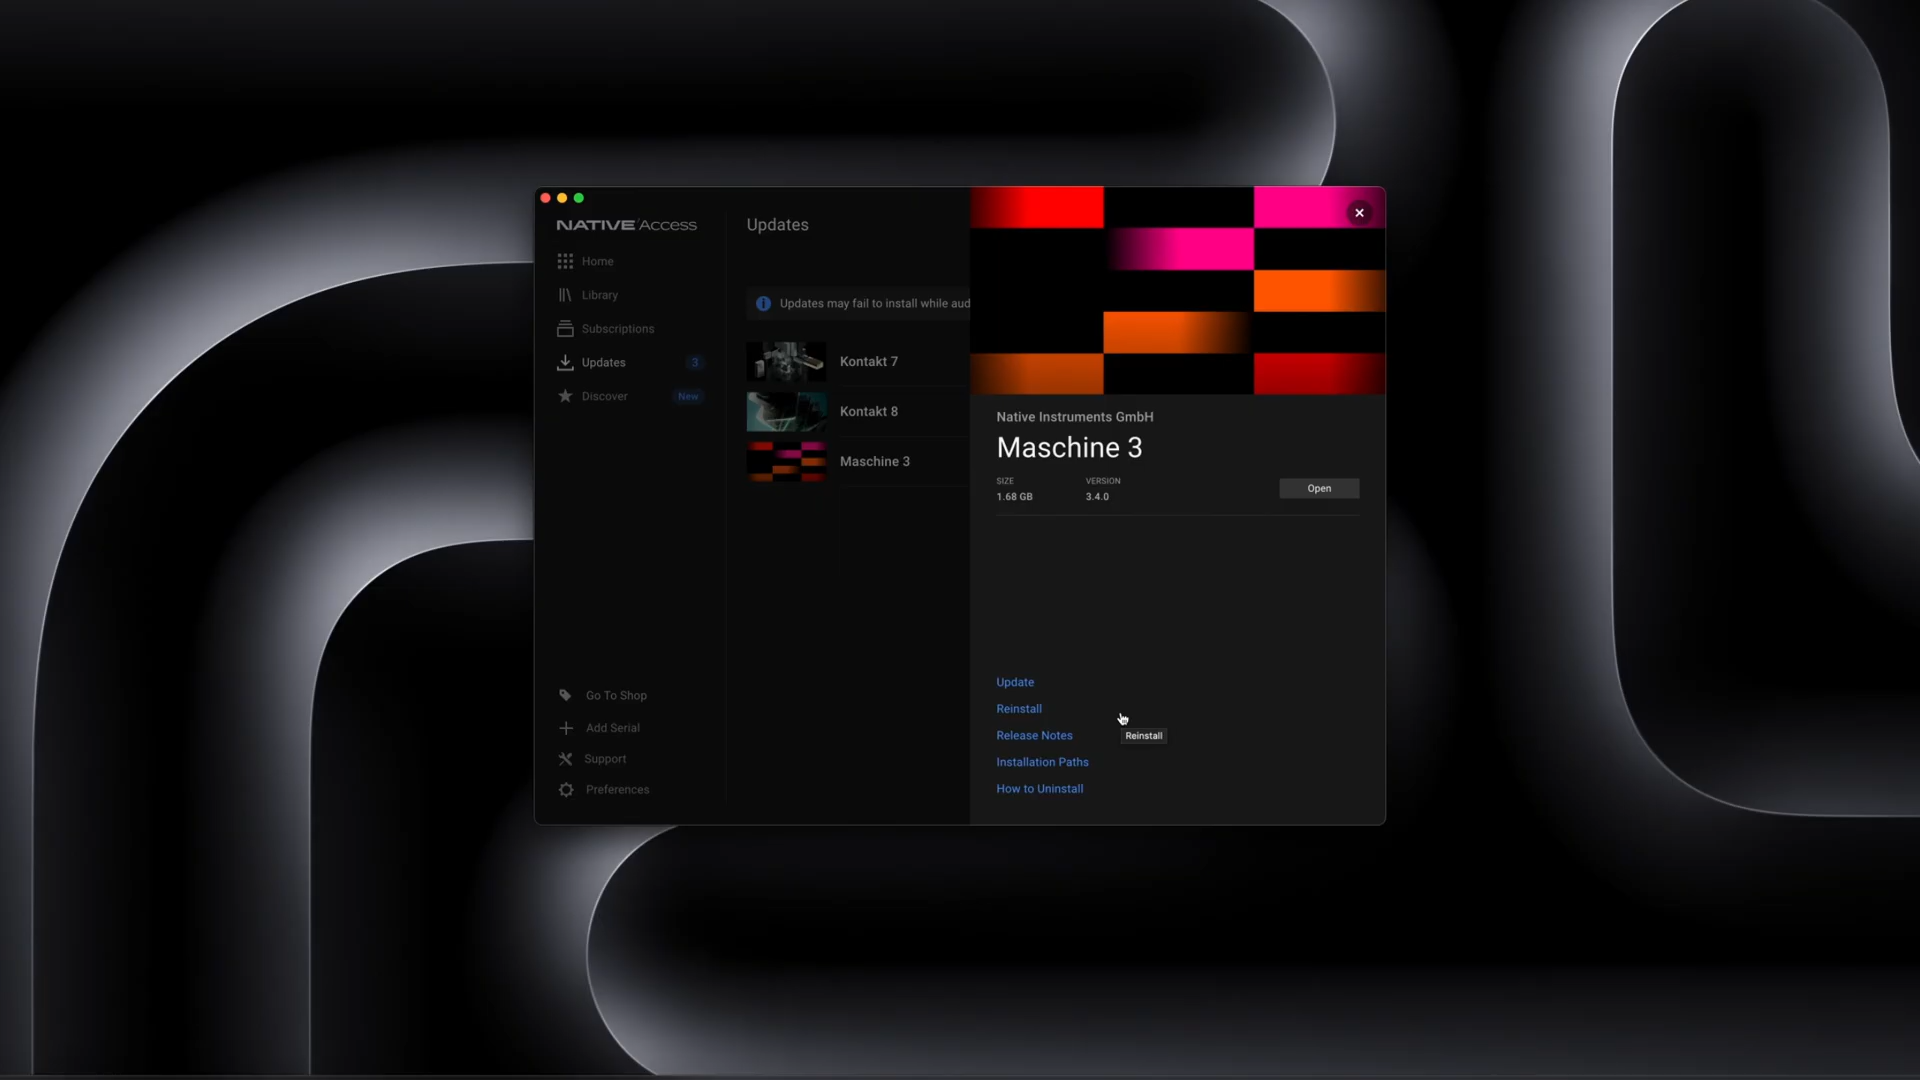 NATIVE Access
Home
Library
Subscriptions
Updates 3
Discover New
Go To Shop
Add Serial
Support
Preferences
Updates
Updates may fail to install while aud
Kontakt 7
Kontakt 8
Maschine 3
Native Instruments GmbH
Maschine 3
SIZE VERSION
1.68 GB 3.4.0
Open
Update
Reinstall
Release Notes
Reinstall
Installation Paths
How to Uninstall